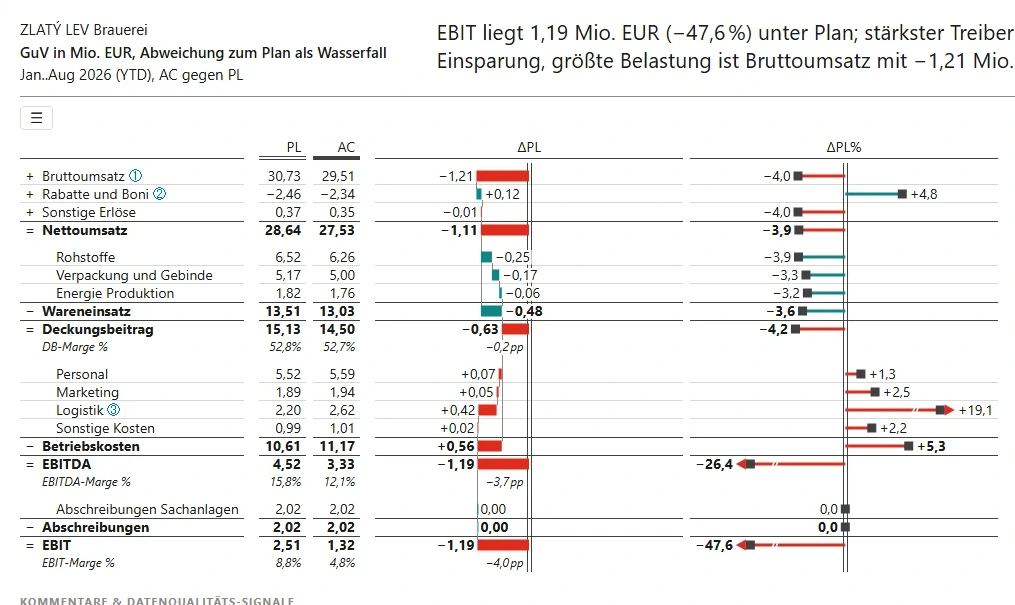 ZLATÝ LEV Brauerei
GuV in Mio. EUR, Abweichung zum Plan als Wasserfall
Jan..Aug 2026 (YTD), AC gegen PL
EBIT liegt 1,19 Mio. EUR (−47,6 %) unter Plan; stärkster Treiber
Einsparung, größte Belastung ist Bruttoumsatz mit −1,21 Mio.
☰
PL AC ΔPL ΔPL%
+ Bruttoumsatz ① 30,73 29,51 −1,21 −4,0
+ Rabatte und Boni ② −2,46 −2,34 +0,12 +4,8
+ Sonstige Erlöse 0,37 0,35 −0,01 −4,0
= Nettoumsatz 28,64 27,53 −1,11 −3,9
Rohstoffe 6,52 6,26 −0,25 −3,9
Verpackung und Gebinde 5,17 5,00 −0,17 −3,3
Energie Produktion 1,82 1,76 −0,06 −3,2
− Wareneinsatz 13,51 13,03 −0,48 −3,6
= Deckungsbeitrag 15,13 14,50 −0,63 −4,2
DB-Marge % 52,8% 52,7% −0,2 pp
Personal 5,52 5,59 +0,07 +1,3
Marketing 1,89 1,94 +0,05 +2,5
Logistik ③ 2,20 2,62 +0,42 +19,1
Sonstige Kosten 0,99 1,01 +0,02 +2,2
− Betriebskosten 10,61 11,17 +0,56 +5,3
= EBITDA 4,52 3,33 −1,19 −26,4
EBITDA-Marge % 15,8% 12,1% −3,7 pp
Abschreibungen Sachanlagen 2,02 2,02 0,00 0,0
− Abschreibungen 2,02 2,02 0,00 0,0
= EBIT 2,51 1,32 −1,19 −47,6
EBIT-Marge % 8,8% 4,8% −4,0 pp
KOMMENTARE & DATENQUALITÄTS-SIGNALE